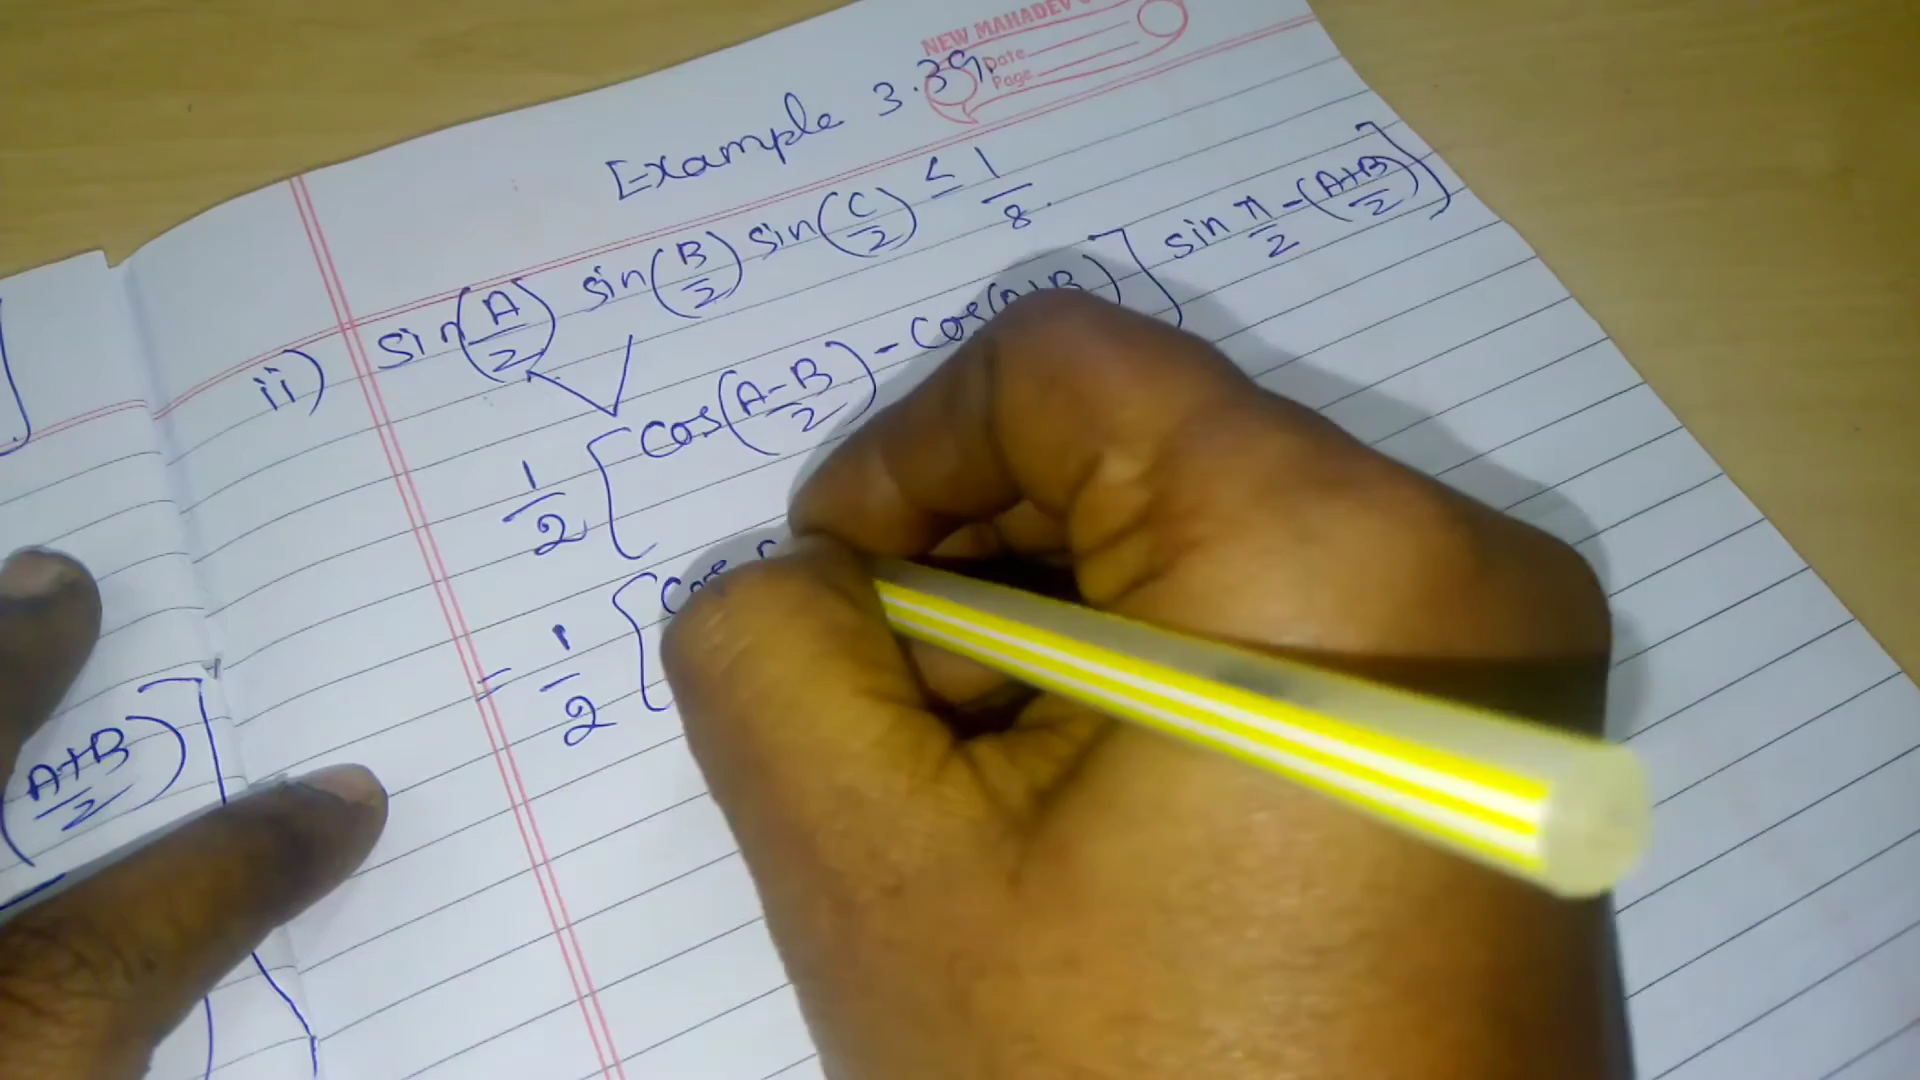 NEW MAHADEV
Date
Page
Example 3.39.
ii) sin(A/2) sin(B/2) sin(C/2) ≤ 1/8.
1/2 [cos(A-B/2) - cos(A+B ] sin π/2 - (A+B/2)]
= 1/2 [cos
(A+B/2)